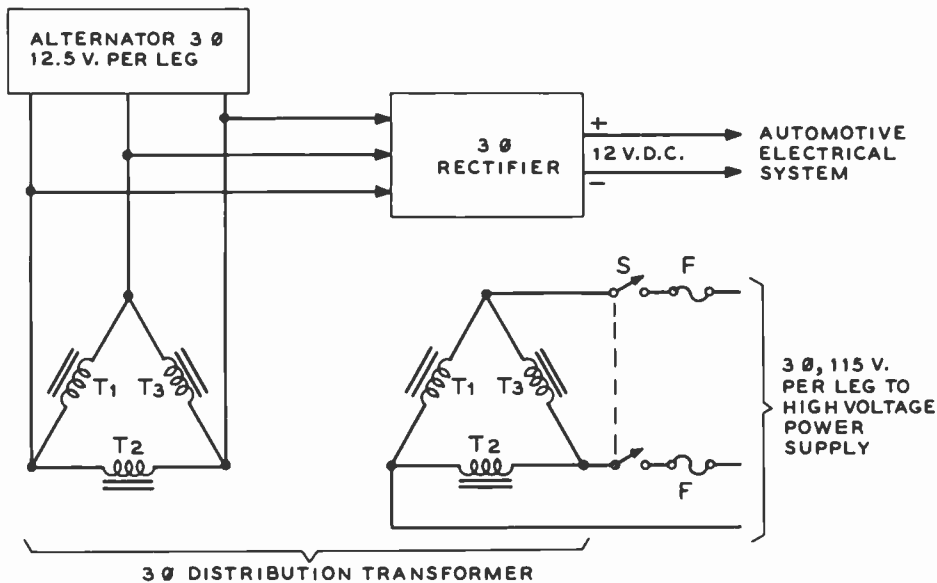 ALTERNATOR 3 Ø
12.5 V. PER LEG
3 Ø
RECTIFIER
+
12 V.D.C.
−
AUTOMOTIVE
ELECTRICAL
SYSTEM
T1
T3
T2
T1
T3
T2
S
F
F
3 Ø, 115 V.
PER LEG TO
HIGH VOLTAGE
POWER
SUPPLY
3 Ø DISTRIBUTION TRANSFORMER